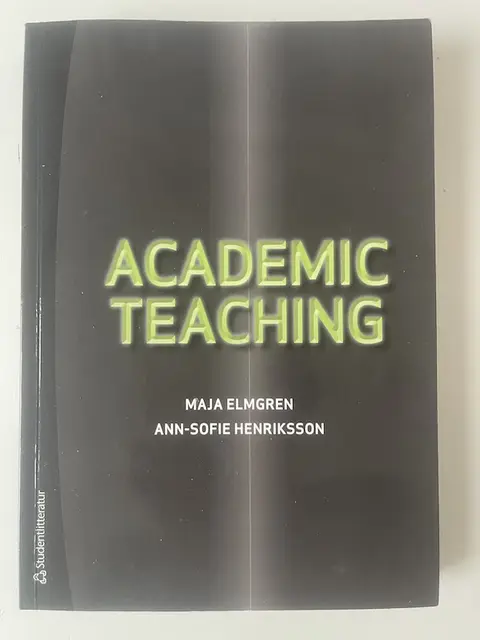 ACADEMIC
TEACHING
MAJA ELMGREN
ANN-SOFIE HENRIKSSON
Studentlitteratur